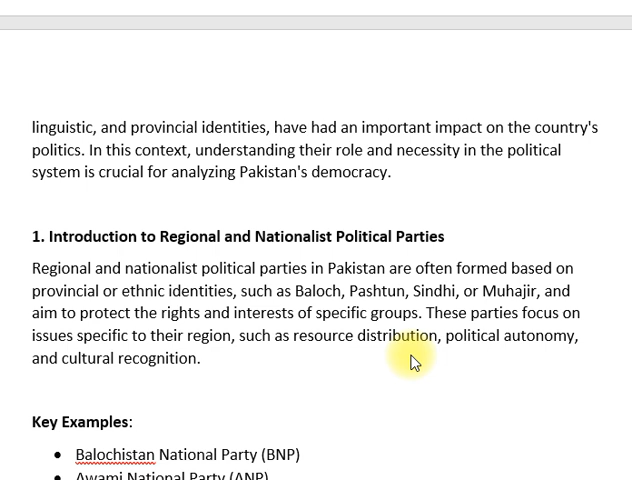 linguistic, and provincial identities, have had an important impact on the country's
politics. In this context, understanding their role and necessity in the political
system is crucial for analyzing Pakistan's democracy.
1. Introduction to Regional and Nationalist Political Parties
Regional and nationalist political parties in Pakistan are often formed based on
provincial or ethnic identities, such as Baloch, Pashtun, Sindhi, or Muhajir, and
aim to protect the rights and interests of specific groups. These parties focus on
issues specific to their region, such as resource distribution, political autonomy,
and cultural recognition.
Key Examples:
• Balochistan National Party (BNP)
• Awami National Party (ANP)